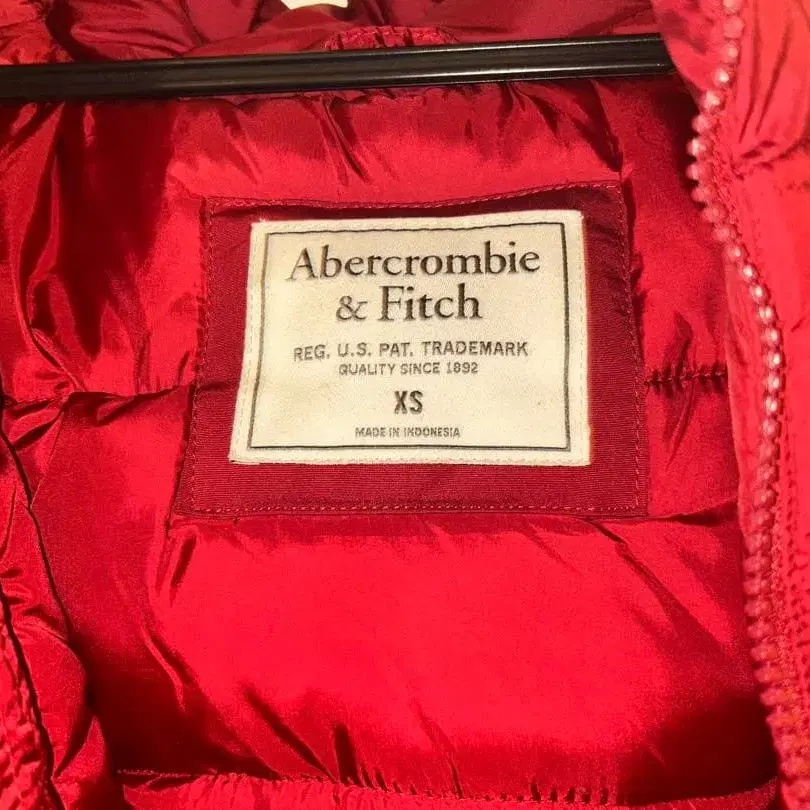 Abercrombie
& Fitch
REG. U.S. PAT. TRADEMARK
QUALITY SINCE 1892
XS
MADE IN INDONESIA